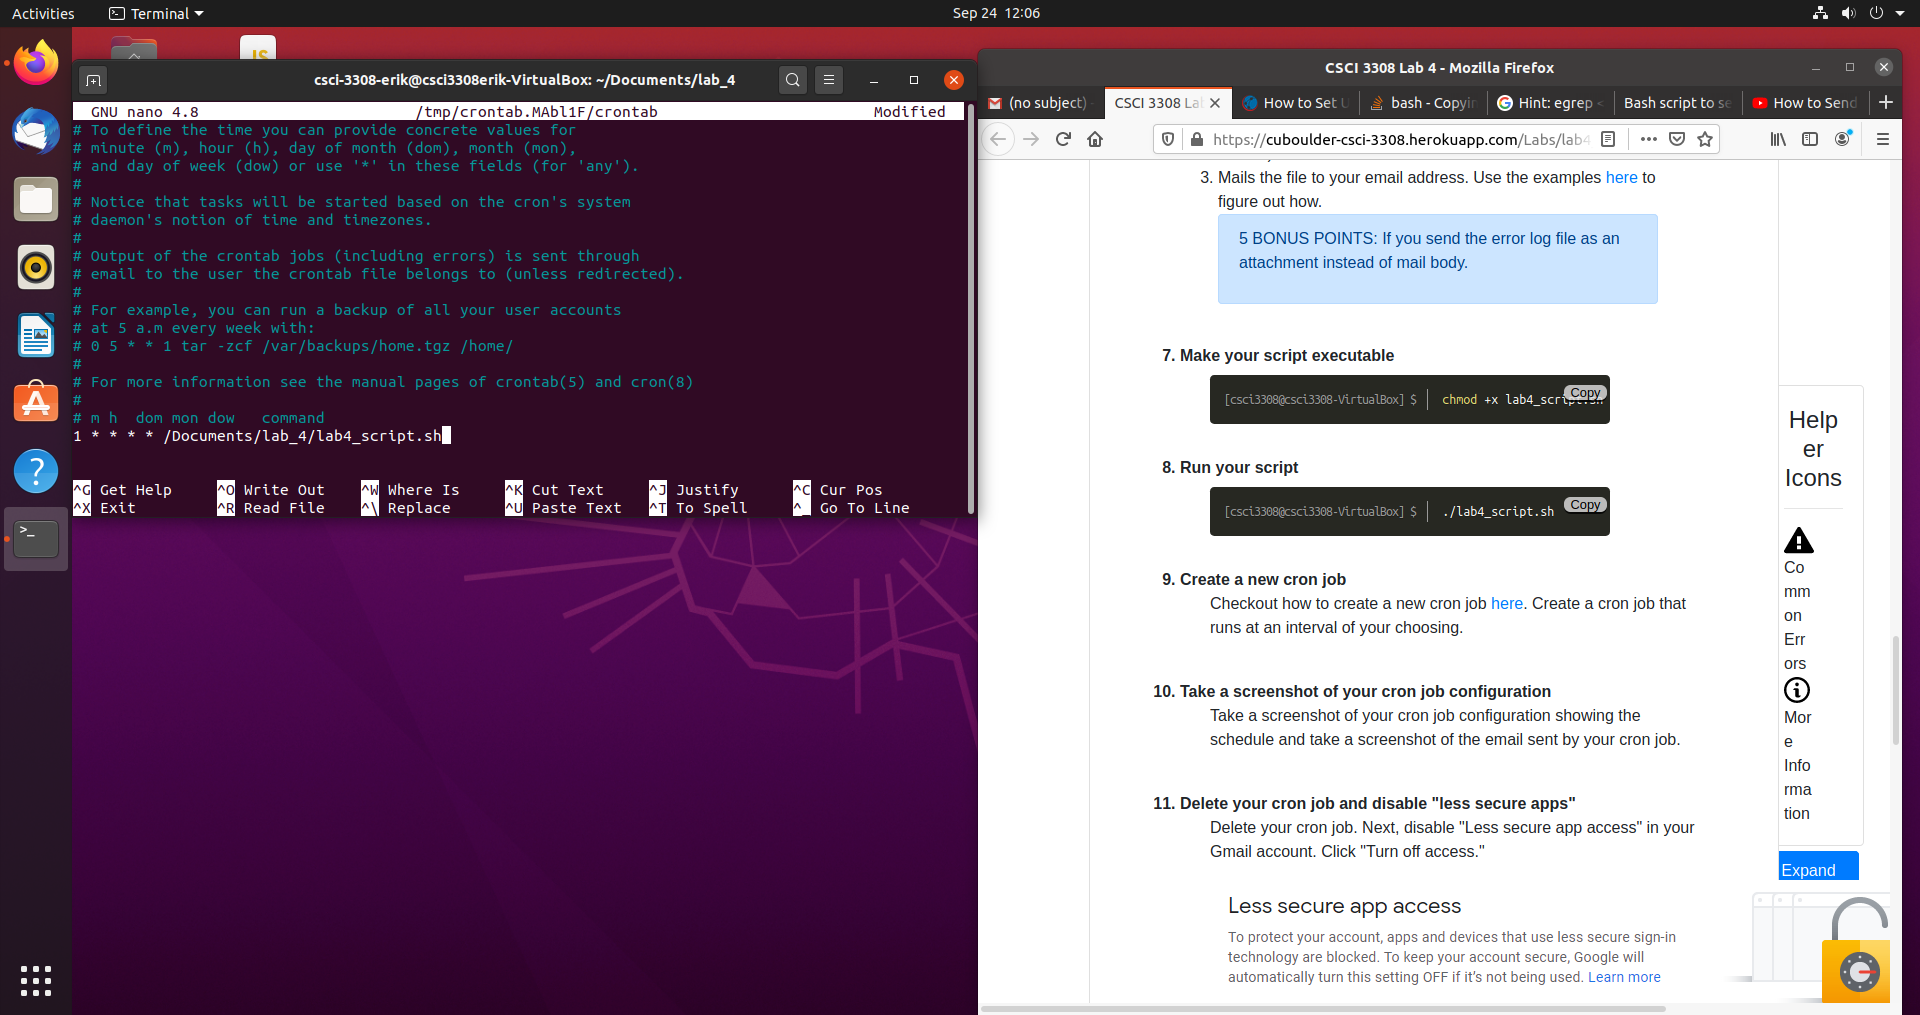 Activities
Terminal
Sep 24 12:06
JS
csci-3308-erik@csci3308erik-VirtualBox: ~/Documents/lab_4
GNU nano 4.8 /tmp/crontab.MAbl1F/crontab Modified
# To define the time you can provide concrete values for
# minute (m), hour (h), day of month (dom), month (mon),
# and day of week (dow) or use '*' in these fields (for 'any').
#
# Notice that tasks will be started based on the cron's system
# daemon's notion of time and timezones.
#
# Output of the crontab jobs (including errors) is sent through
# email to the user the crontab file belongs to (unless redirected).
#
# For example, you can run a backup of all your user accounts
# at 5 a.m every week with:
# 0 5 * * 1 tar -zcf /var/backups/home.tgz /home/
#
# For more information see the manual pages of crontab(5) and cron(8)
#
# m h  dom mon dow   command
1 * * * * /Documents/lab_4/lab4_script.sh
^G Get Help ^O Write Out ^W Where Is ^K Cut Text ^J Justify ^C Cur Pos
^X Exit ^R Read File ^\ Replace ^U Paste Text ^T To Spell ^_ Go To Line
CSCI 3308 Lab 4 - Mozilla Firefox
(no subject)
CSCI 3308 La
How to Set U
bash - Copyin
Hint: egrep <
Bash script to se
How to Send
https://cuboulder-csci-3308.herokuapp.com/Labs/lab4
3. Mails the file to your email address. Use the examples here to
figure out how.
5 BONUS POINTS: If you send the error log file as an
attachment instead of mail body.
7. Make your script executable
[csci3308@csci3308-VirtualBox] $ chmod +x lab4_script.sh
Copy
8. Run your script
[csci3308@csci3308-VirtualBox] $ ./lab4_script.sh
Copy
9. Create a new cron job
Checkout how to create a new cron job here. Create a cron job that
runs at an interval of your choosing.
10. Take a screenshot of your cron job configuration
Take a screenshot of your cron job configuration showing the
schedule and take a screenshot of the email sent by your cron job.
11. Delete your cron job and disable "less secure apps"
Delete your cron job. Next, disable "Less secure app access" in your
Gmail account. Click "Turn off access."
Less secure app access
To protect your account, apps and devices that use less secure sign-in
technology are blocked. To keep your account secure, Google will
automatically turn this setting OFF if it's not being used. Learn more
Help
er
Icons
Co
mm
on
Err
ors
Mor
e
Info
rma
tion
Expand